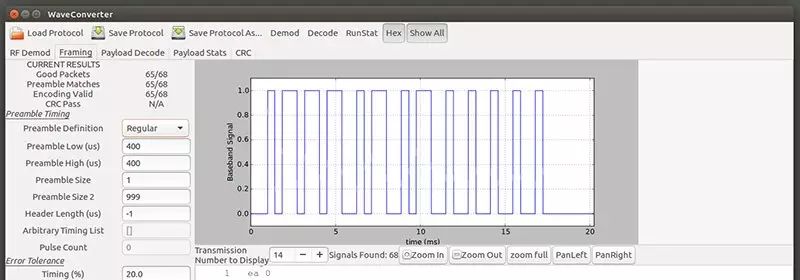 WaveConverter
Load Protocol Save Protocol Save Protocol As... Demod Decode RunStat Hex Show All
RF Demod Framing Payload Decode Payload Stats CRC
CURRENT RESULTS
Good Packets 65/68
Preamble Matches 65/68
Encoding Valid 65/68
CRC Pass N/A
Preamble Timing
Preamble Definition Regular
Preamble Low (us) 400
Preamble High (us) 400
Preamble Size 1
Preamble Size 2 999
Header Length (us) -1
Arbitrary Timing List []
Pulse Count 0
Error Tolerance
Timing (%) 20.0
Baseband Signal
1.0
0.8
0.6
0.4
0.2
0.0
0 5 10 15 20
time (ms)
Transmission
Number to Display 14 − + Signals Found: 68 Zoom In Zoom Out zoom full PanLeft PanRight
1 ea 0